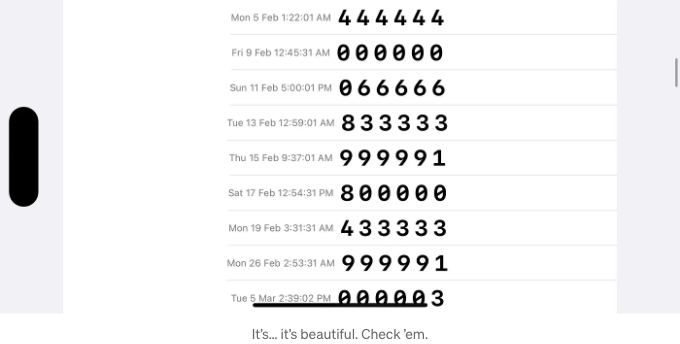 Mon 5 Feb 1:22:01 AM 444444
Fri 9 Feb 12:45:31 AM 000000
Sun 11 Feb 5:00:01 PM 066666
Tue 13 Feb 12:59:01 AM 833333
Thu 15 Feb 9:37:01 AM 999991
Sat 17 Feb 12:54:31 PM 800000
Mon 19 Feb 3:31:31 AM 433333
Mon 26 Feb 2:53:31 AM 999991
Tue 5 Mar 2:39:02 PM 000003
It's... it's beautiful. Check 'em.